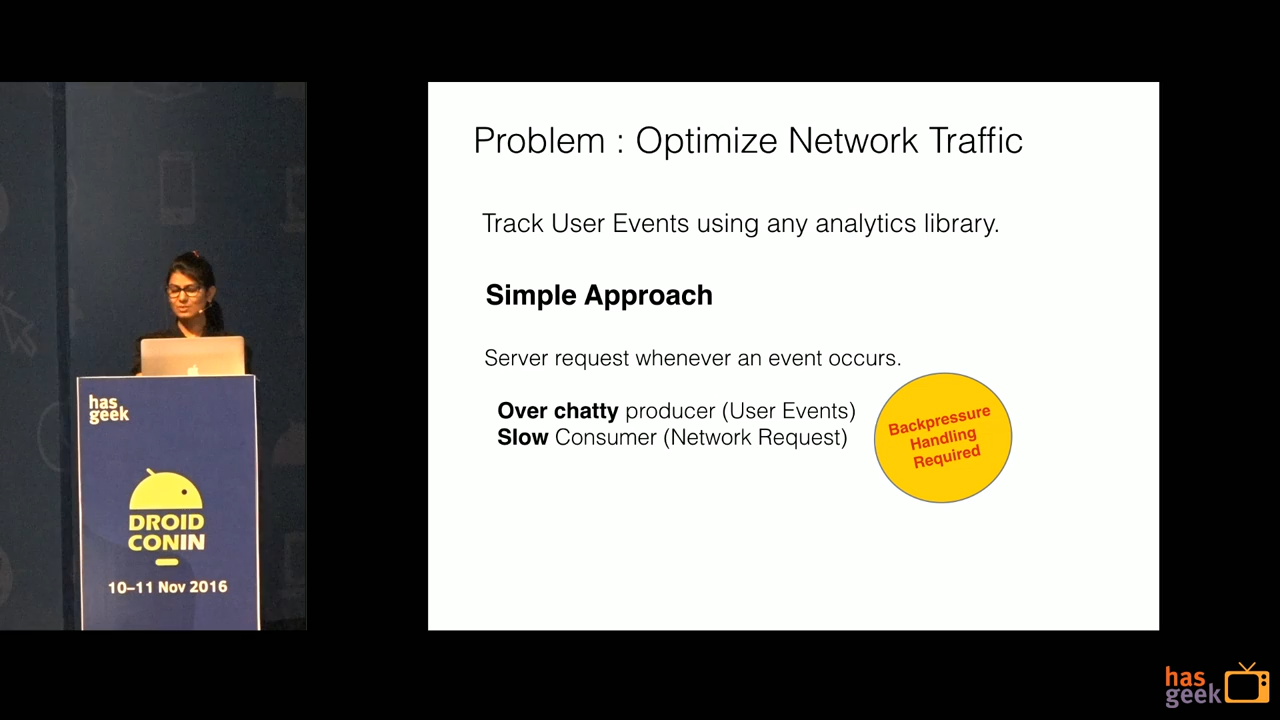 Problem : Optimize Network Traffic
Track User Events using any analytics library.
Simple Approach
Server request whenever an event occurs.
Over chatty producer (User Events)
Slow Consumer (Network Request)
Backpressure
Handling
Required
has
geek
DROID
CONIN
10–11 Nov 2016
has
geek